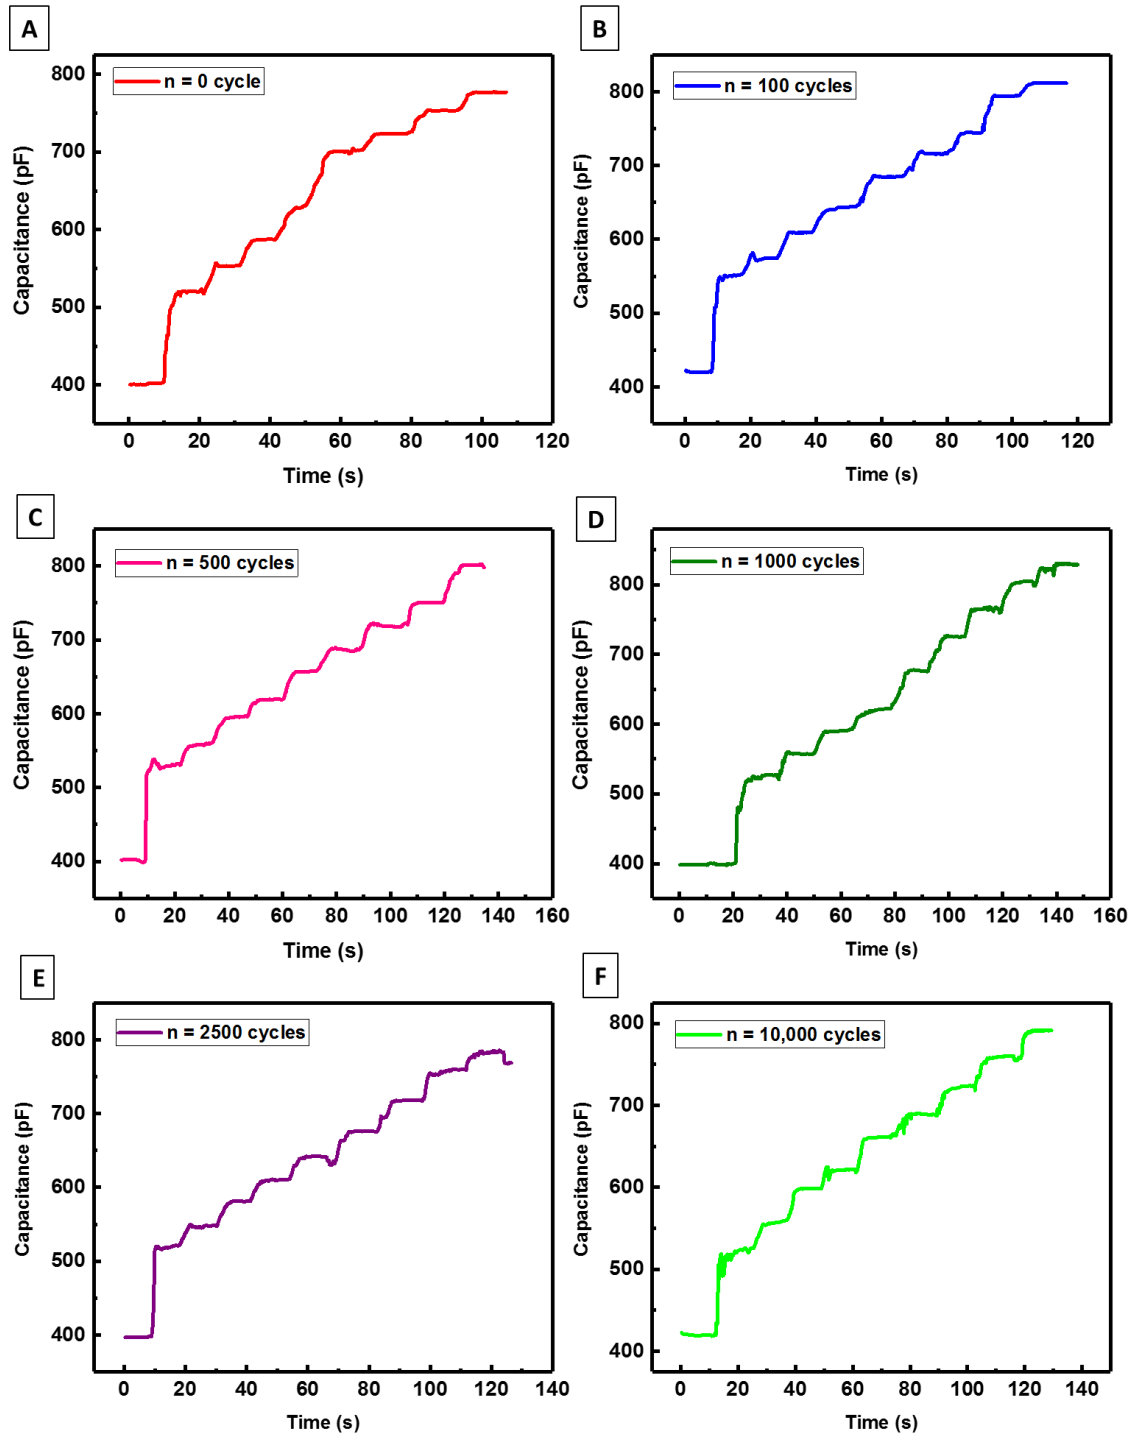 A
n = 0 cycle
Capacitance (pF)
800
700
600
500
400
0 20 40 60 80 100 120
Time (s)
B
n = 100 cycles
Capacitance (pF)
800
700
600
500
400
0 20 40 60 80 100 120
Time (s)
C
n = 500 cycles
Capacitance (pF)
800
700
600
500
400
0 20 40 60 80 100 120 140 160
Time (s)
D
n = 1000 cycles
Capacitance (pF)
800
700
600
500
400
0 20 40 60 80 100 120 140 160
Time (s)
E
n = 2500 cycles
Capacitance (pF)
800
700
600
500
400
0 20 40 60 80 100 120 140
Time (s)
F
n = 10,000 cycles
Capacitance (pF)
800
700
600
500
400
0 20 40 60 80 100 120 140
Time (s)